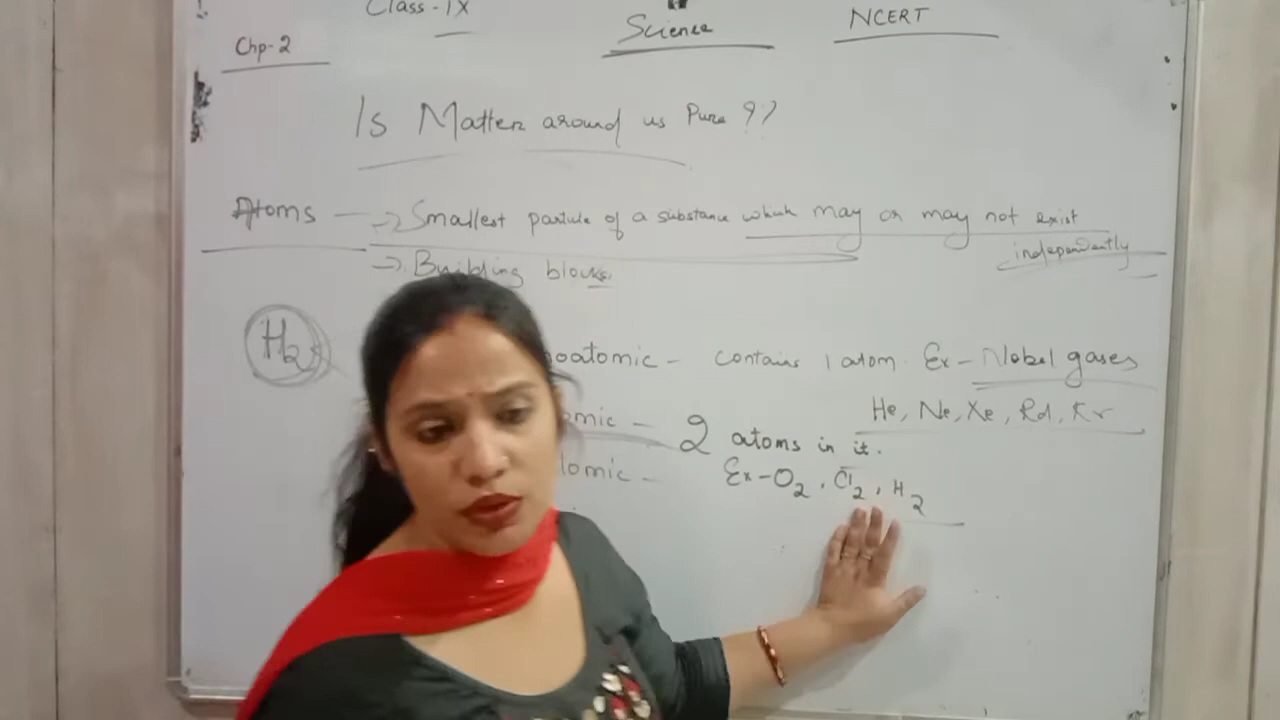 Class-IX Science NCERT
Chp-2
Is Matter around us Pure ??
Atoms → Smallest particle of a substance which may or may not exist
independently
→ Building blocks.
H2
oatomic - contains 1 atom. Ex - Nobel gases
He, Ne, Xe, Rd, Kr
omic - 2 atoms in it.
Ex - O2, Cl2, H2
tomic -